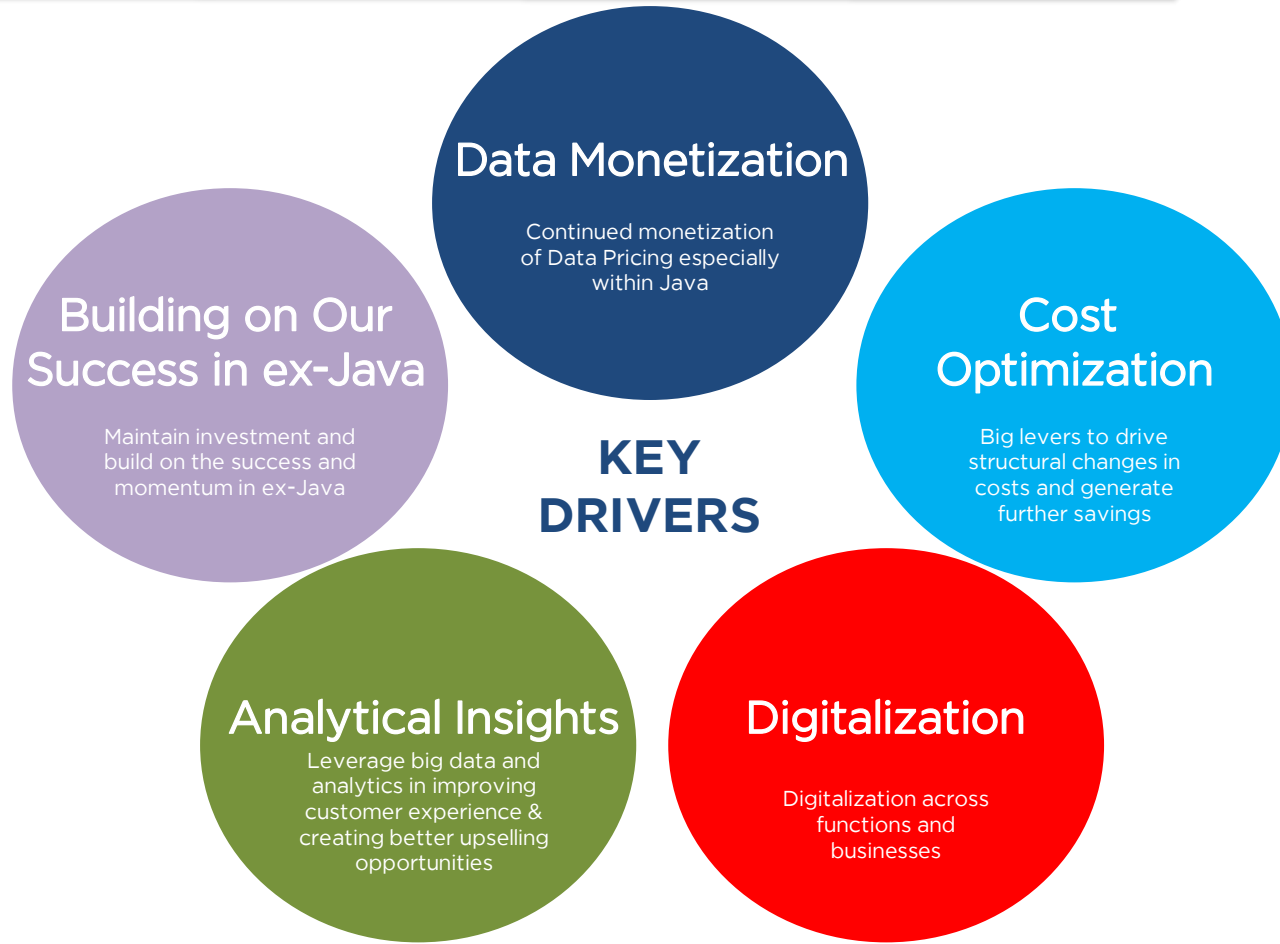 Data Monetization
Continued monetization
of Data Pricing especially
within Java
Building on Our
Success in ex-Java
Maintain investment and
build on the success and
momentum in ex-Java
Cost
Optimization
Big levers to drive
structural changes in
costs and generate
further savings
KEY
DRIVERS
Analytical Insights
Leverage big data and
analytics in improving
customer experience &
creating better upselling
opportunities
Digitalization
Digitalization across
functions and
businesses